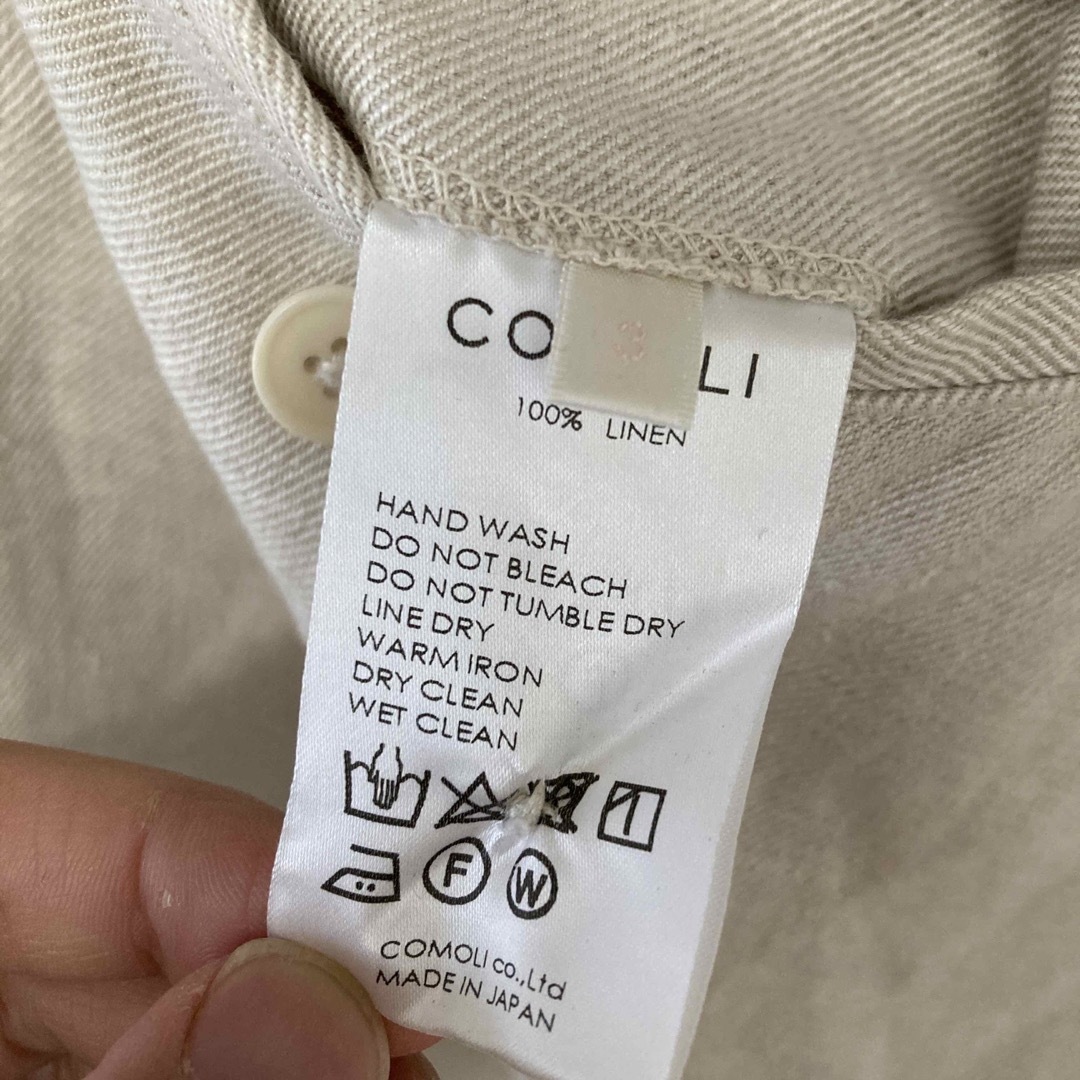 CO LI
3
100% LINEN
HAND WASH
DO NOT BLEACH
DO NOT TUMBLE DRY
LINE DRY
WARM IRON
DRY CLEAN
WET CLEAN
F W
COMOLI co.,Ltd
MADE IN JAPAN